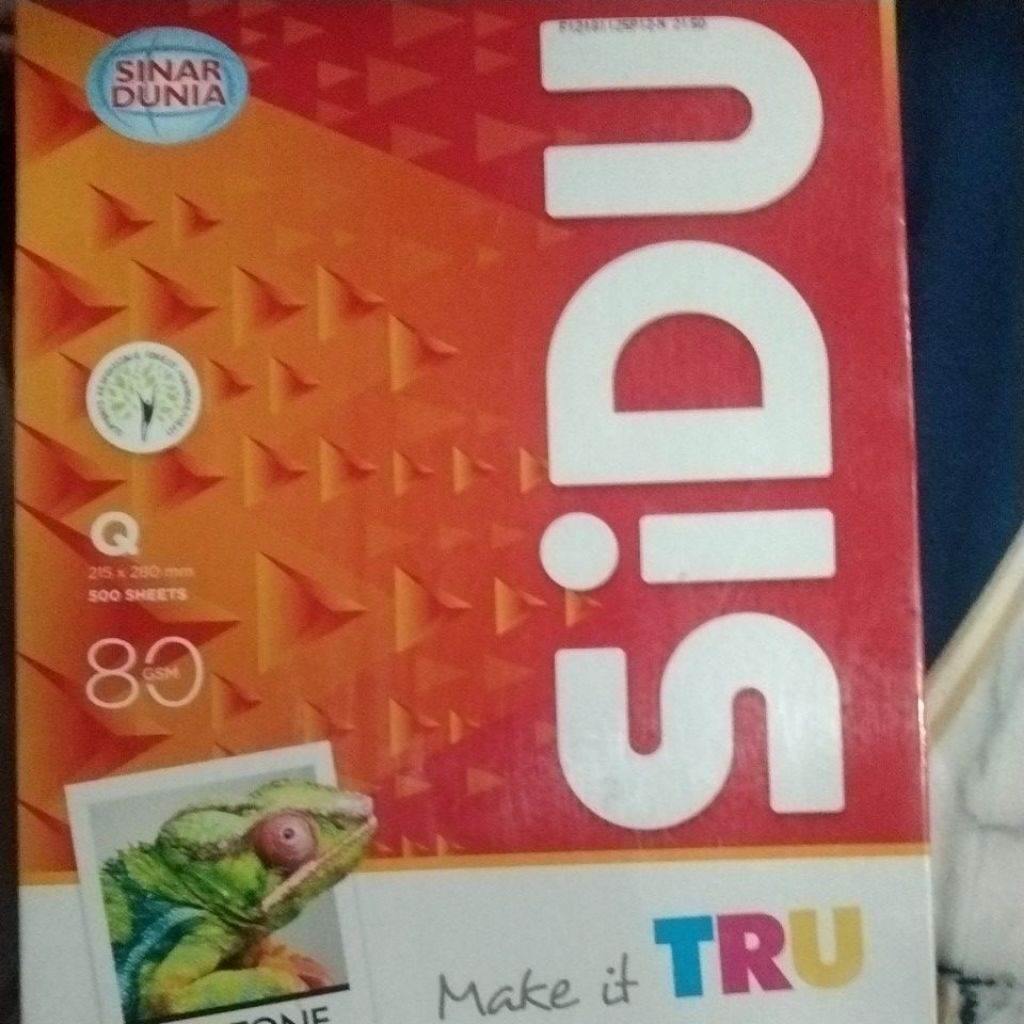 SINAR
DUNIA
SiDU
Q
215 x 280 mm
500 SHEETS
80
GSM
Make it TRU